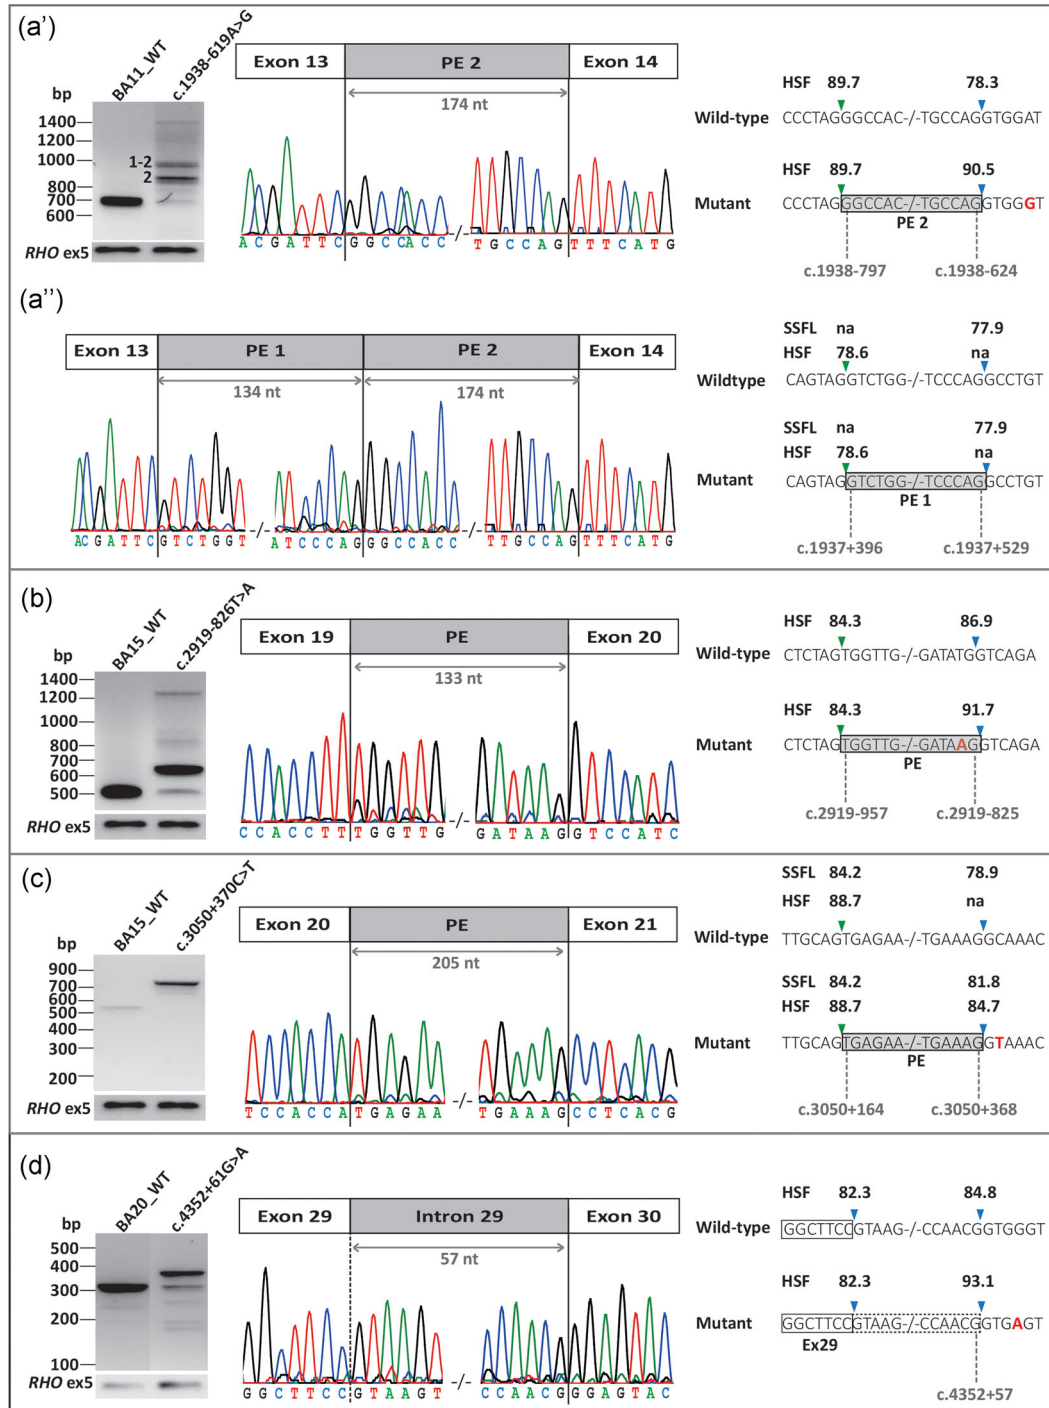 (a')
BA11_WT
c.1938-619A>G
bp
1400
1200
1000
800
700
600
1-2
2
RHO ex5
Exon 13
PE 2
Exon 14
174 nt
A C G A T T C G G C C A C C -/- T G C C A G T T T C A T G
HSF 89.7 78.3
Wild-type CCCTAGGGCCAC-/-TGCCAGGTGGAT
HSF 89.7 90.5
Mutant CCCTAGGGCCAC-/-TGCCAGGTGGGT
PE 2
c.1938-797 c.1938-624
(a'')
Exon 13
PE 1
PE 2
Exon 14
134 nt
174 nt
A C G A T T C G T C T G G T -/- A T C C C A G G G C C A C C -/- T T G C C A G T T T C A T G
SSFL na 77.9
HSF 78.6 na
Wildtype CAGTAGGTCTGG-/-TCCCAGGCCTGT
SSFL na 77.9
HSF 78.6 na
Mutant CAGTAGGTCTGG-/-TCCCAGGCCTGT
PE 1
c.1937+396 c.1937+529
(b)
BA15_WT
c.2919-826T>A
bp
1400
1200
1000
800
700
600
500
RHO ex5
Exon 19
PE
Exon 20
133 nt
C C A C C T T T G G T T G -/- G A T A A G G T C C A T C
HSF 84.3 86.9
Wild-type CTCTAGTGGTTG-/-GATATGGTCAGA
HSF 84.3 91.7
Mutant CTCTAGTGGTTG-/-GATAAGGTCAGA
PE
c.2919-957 c.2919-825
(c)
BA15_WT
c.3050+370C>T
bp
900
700
600
500
400
300
200
RHO ex5
Exon 20
PE
Exon 21
205 nt
T C C A C C A T G A G A A -/- T G A A A G C C T C A C G
SSFL 84.2 78.9
HSF 88.7 na
Wild-type TTGCAGTGAGAA-/-TGAAAGGCAAAC
SSFL 84.2 81.8
HSF 88.7 84.7
Mutant TTGCAGTGAGAA-/-TGAAAGGTAAAC
PE
c.3050+164 c.3050+368
(d)
BA20_WT
c.4352+61G>A
bp
500
400
300
200
100
RHO ex5
Exon 29
Intron 29
Exon 30
57 nt
G G C T T C C G T A A G T -/- C C A A C G G G A G T A C
HSF 82.3 84.8
Wild-type GGCTTCCGTAAG-/-CCAACGGTGGGT
HSF 82.3 93.1
Mutant GGCTTCCGTAAG-/-CCAACGGTGAGT
Ex29
c.4352+57